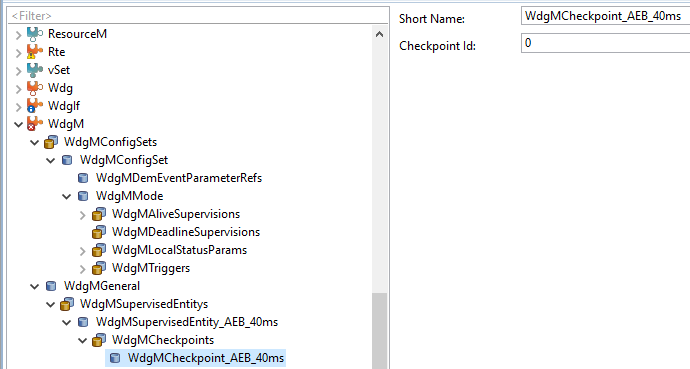 <Filter>
Short Name: WdgMCheckpoint_AEB_40ms
ResourceM
Checkpoint Id: 0
Rte
vSet
Wdg
WdgIf
WdgM
WdgMConfigSets
WdgMConfigSet
WdgMDemEventParameterRefs
WdgMMode
WdgMAliveSupervisions
WdgMDeadlineSupervisions
WdgMLocalStatusParams
WdgMTriggers
WdgMGeneral
WdgMSupervisedEntitys
WdgMSupervisedEntity_AEB_40ms
WdgMCheckpoints
WdgMCheckpoint_AEB_40ms